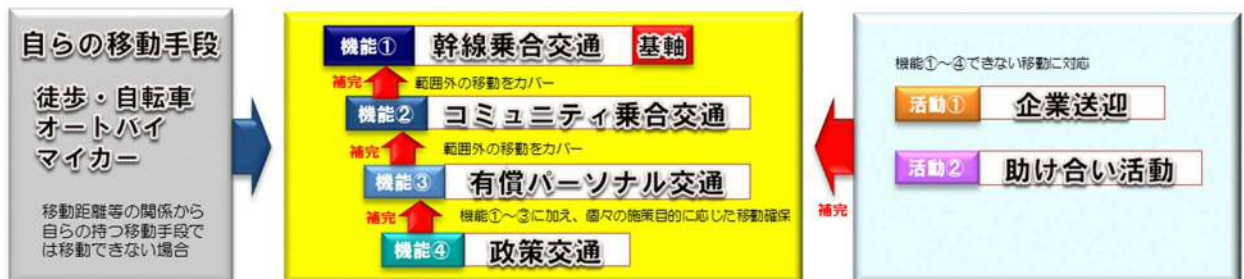 自らの移動手段
徒歩・自転車
オートバイ
マイカー
移動距離等の関係から
自らの持つ移動手段で
は移動できない場合
機能① 幹線乗合交通 基軸
補完 範囲外の移動をカバー
機能② コミュニティ乗合交通
補完 範囲外の移動をカバー
機能③ 有償パーソナル交通
補完 機能①~③に加え、個々の施策目的に応じた移動確保
機能④ 政策交通
補完
機能①~④できない移動に対応
活動① 企業送迎
活動② 助け合い活動